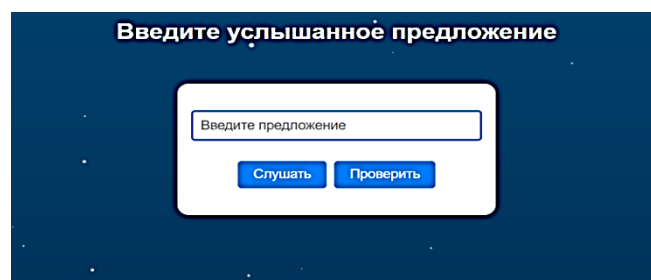 Введите услышанное предложение
Введите предложение
Слушать Проверить